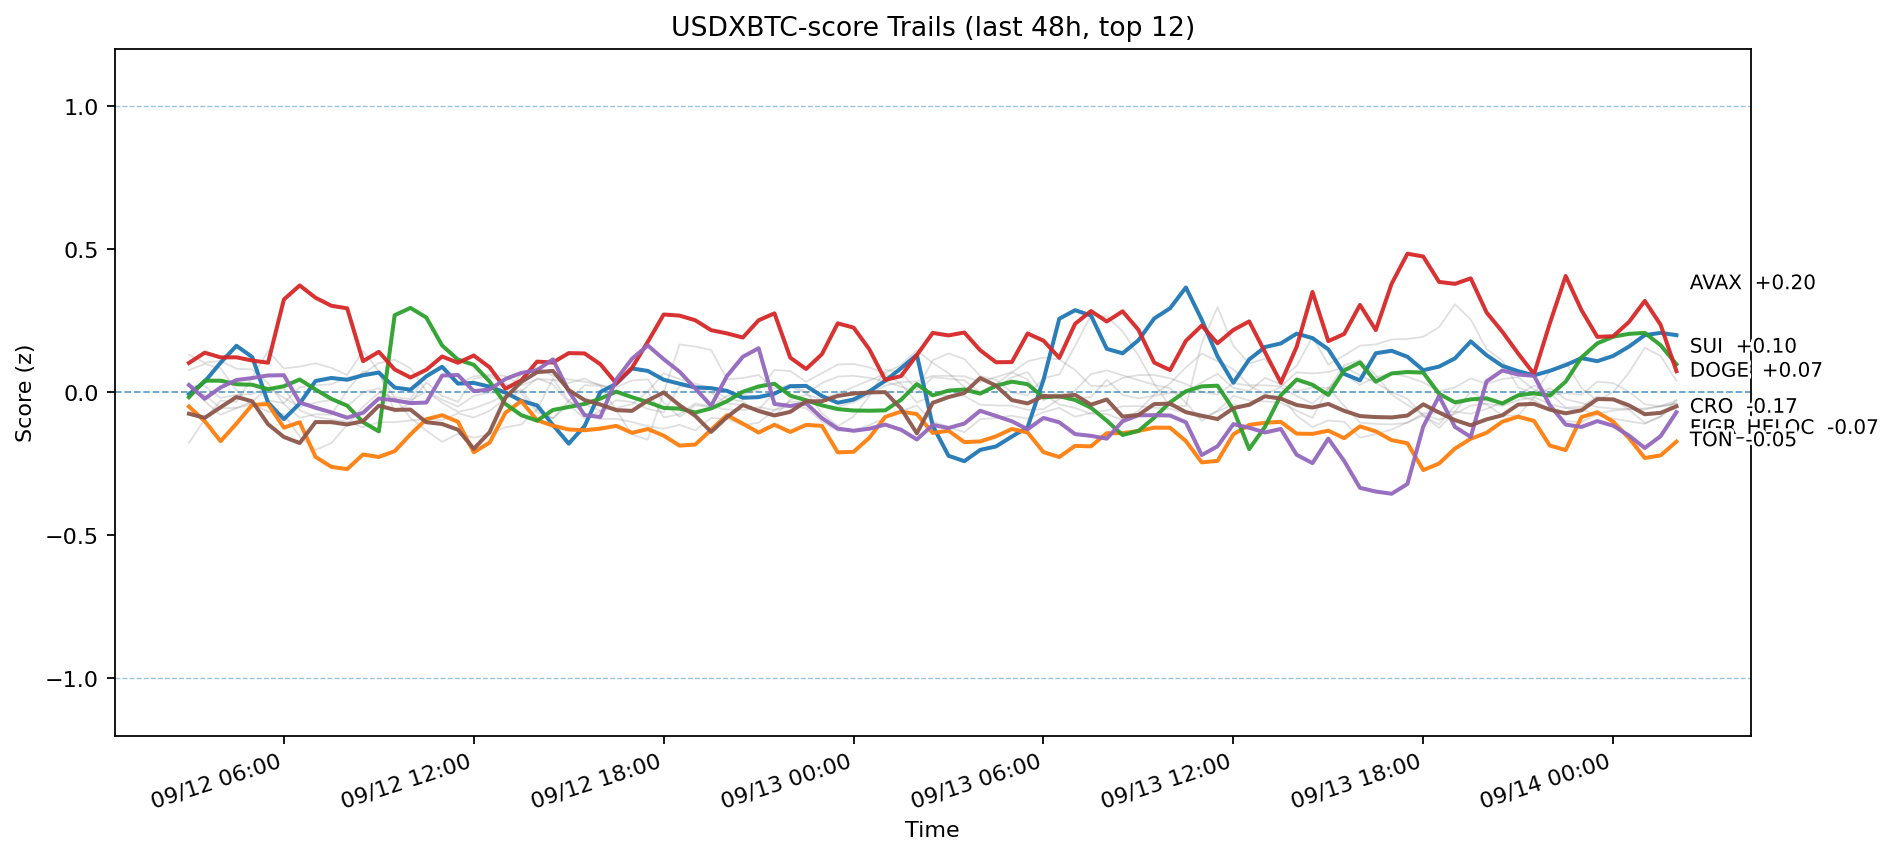 USDXBTC-score Trails (last 48h, top 12)
Score (z)
1.0
0.5
0.0
−0.5
−1.0
AVAX +0.20
SUI +0.10
DOGE +0.07
CRO -0.17
FIGR_HELOC -0.07
TON -0.05
09/12 06:00
09/12 12:00
09/12 18:00
09/13 00:00
09/13 06:00
09/13 12:00
09/13 18:00
09/14 00:00
Time